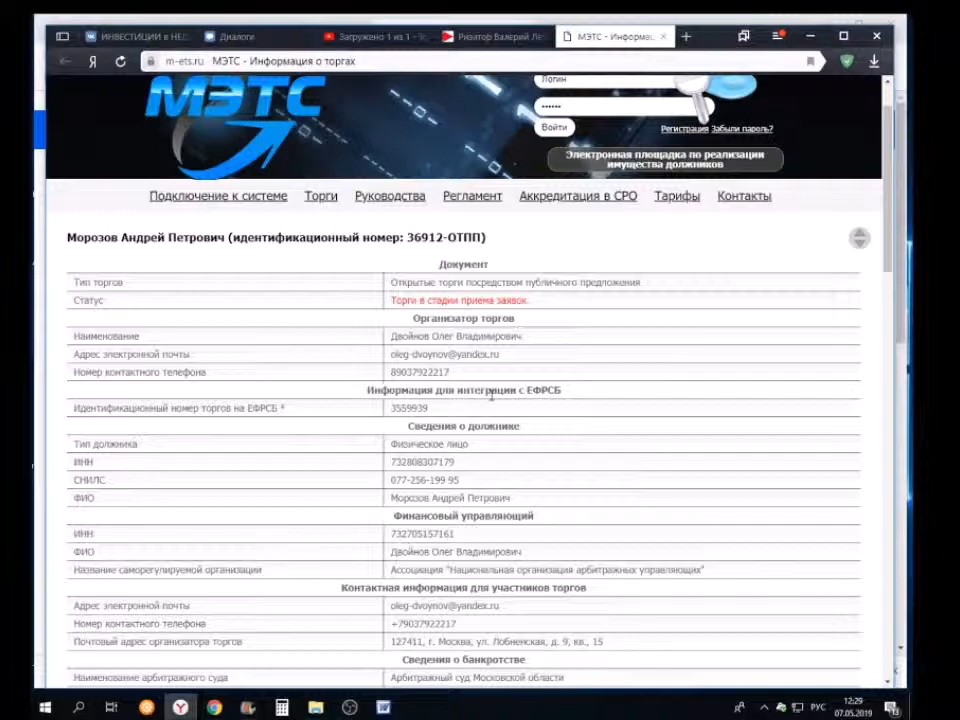 ИНВЕСТИЦИИ в НЕ
Диалоги
Загружено 1 из 1 -
Ризитор Валерий Ле
МЭТС - Информац
m-ets.ru МЭТС - Информация о торгах
МЭТС
Логин
••••••
Войти
Регистрация Забыли пароль?
Электронная площадка по реализации
имущества должников
Подключение к системе Торги Руководства Регламент Аккредитация в СРО Тарифы Контакты
Морозов Андрей Петрович (идентификационный номер: 36912-ОТПП)
Документ
Тип торгов Открытые торги посредством публичного предложения
Статус Торги в стадии приема заявок.
Организатор торгов
Наименование Двойнов Олег Владимирович
Адрес электронной почты oleg-dvoynov@yandex.ru
Номер контактного телефона 89037922217
Информация для интеграции с ЕФРСБ
Идентификационный номер торгов на ЕФРСБ * 3559939
Сведения о должнике
Тип должника Физическое лицо
ИНН 732808307179
СНИЛС 077-256-199 95
ФИО Морозов Андрей Петрович
Финансовый управляющий
ИНН 732705157161
ФИО Двойнов Олег Владимирович
Название саморегулируемой организации Ассоциация "Национальная организация арбитражных управляющих"
Контактная информация для участников торгов
Адрес электронной почты oleg-dvoynov@yandex.ru
Номер контактного телефона +79037922217
Почтовый адрес организатора торгов 127411, г. Москва, ул. Лобненская, д. 9, кв., 15
Сведения о банкротстве
Наименование арбитражного суда Арбитражный суд Московской области
РУС
12:29
07.05.2019